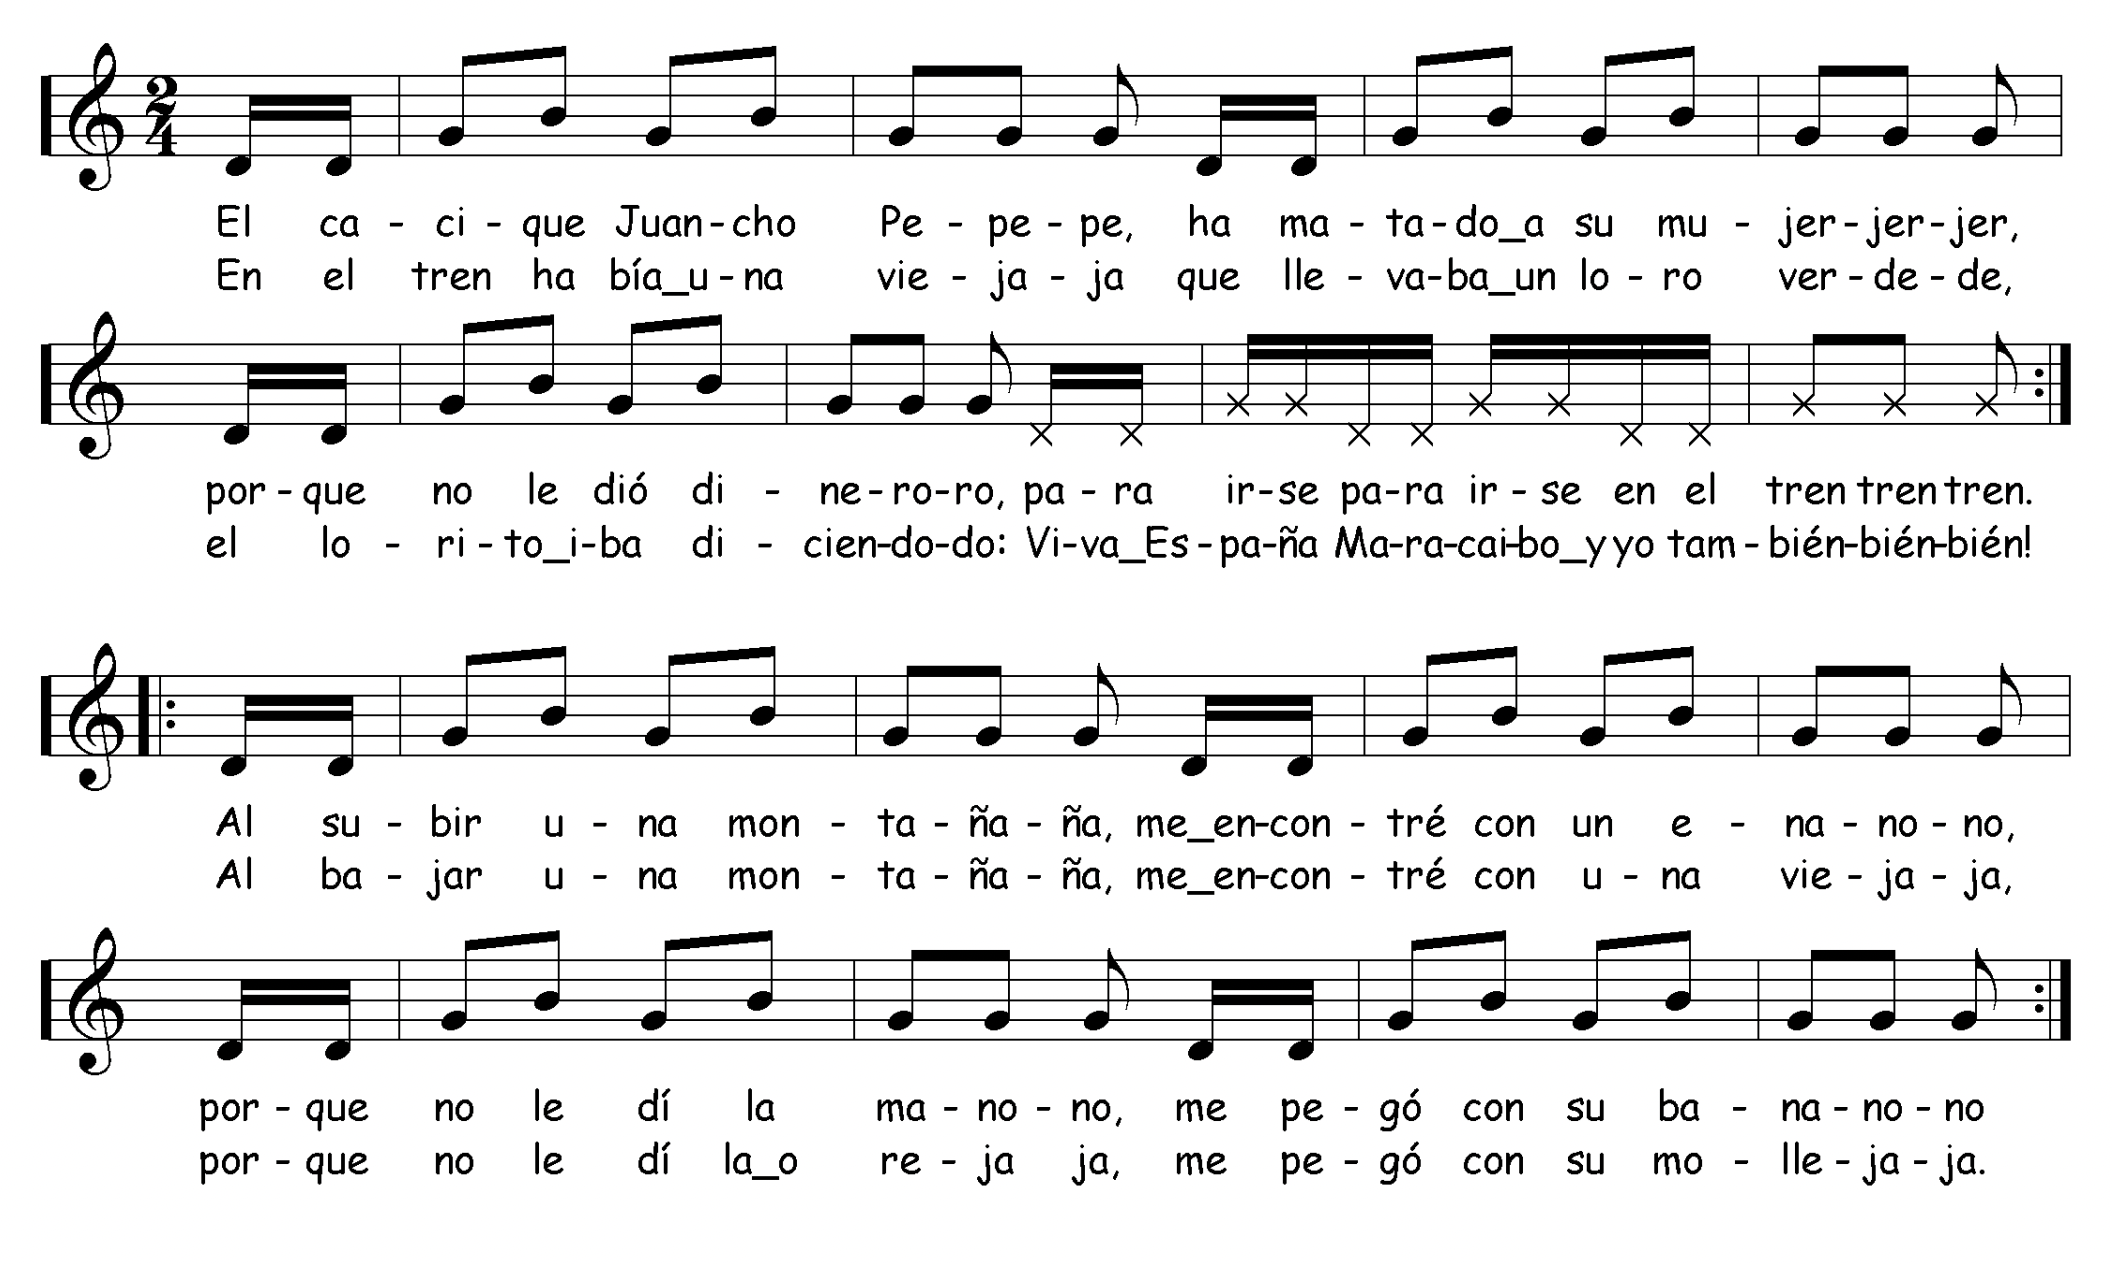 2
4
El ca - ci - que Juan - cho Pe - pe - pe, ha ma - ta - do_a su mu - jer - jer - jer,
En el tren ha bía_u - na vie - ja - ja que lle - va - ba_un lo - ro ver - de - de,
por - que no le dió di - ne - ro - ro, pa - ra ir - se pa - ra ir - se en el tren tren tren.
el lo - ri - to_i - ba di - cien - do - do: Vi - va_Es - pa - ña Ma - ra - cai - bo_y yo tam - bién - bién - bién!
Al su - bir u - na mon - ta - ña - ña, me_en - con - tré con un e - na - no - no,
Al ba - jar u - na mon - ta - ña - ña, me_en - con - tré con u - na vie - ja - ja,
por - que no le dí la ma - no - no, me pe - gó con su ba - na - no - no
por - que no le dí la_o re - ja ja, me pe - gó con su mo - lle - ja - ja.